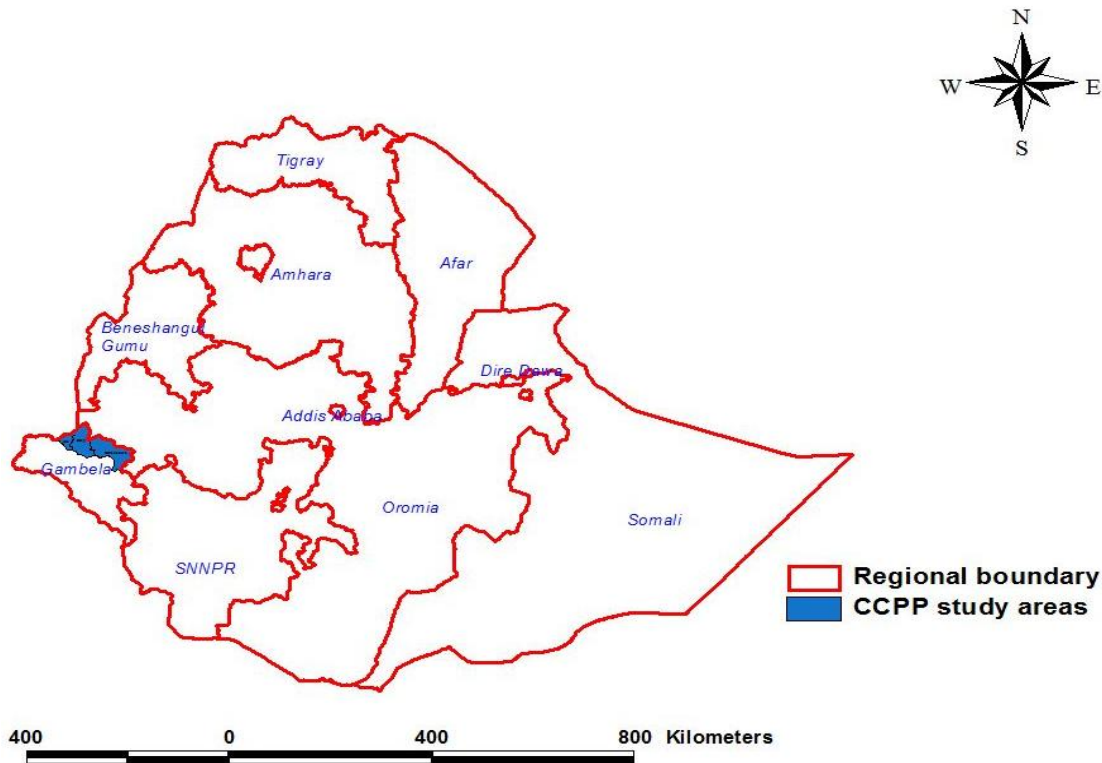 N
W
E
S
Tigray
Afar
Amhara
Beneshangul
Gumu
Dire Dawa
Addis Ababa
Gambela
Oromia
Somali
SNNPR
Regional boundary
CCPP study areas
400 0 400 800 Kilometers